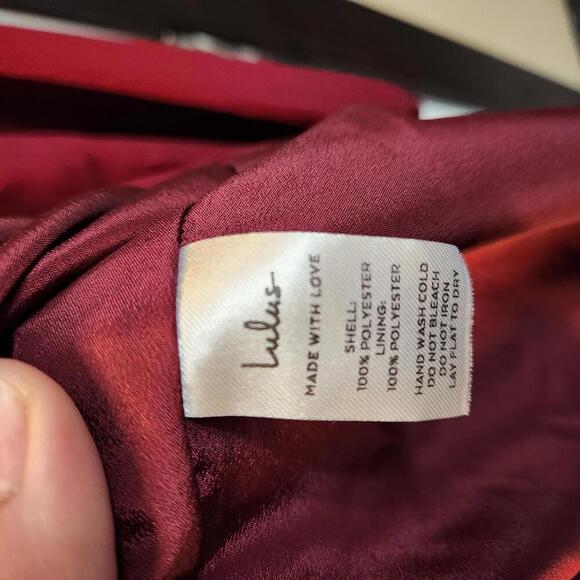 Lulus
MADE WITH LOVE
SHELL:
100% POLYESTER
LINING:
100% POLYESTER
HAND WASH COLD
DO NOT BLEACH
DO NOT IRON
LAY FLAT TO DRY